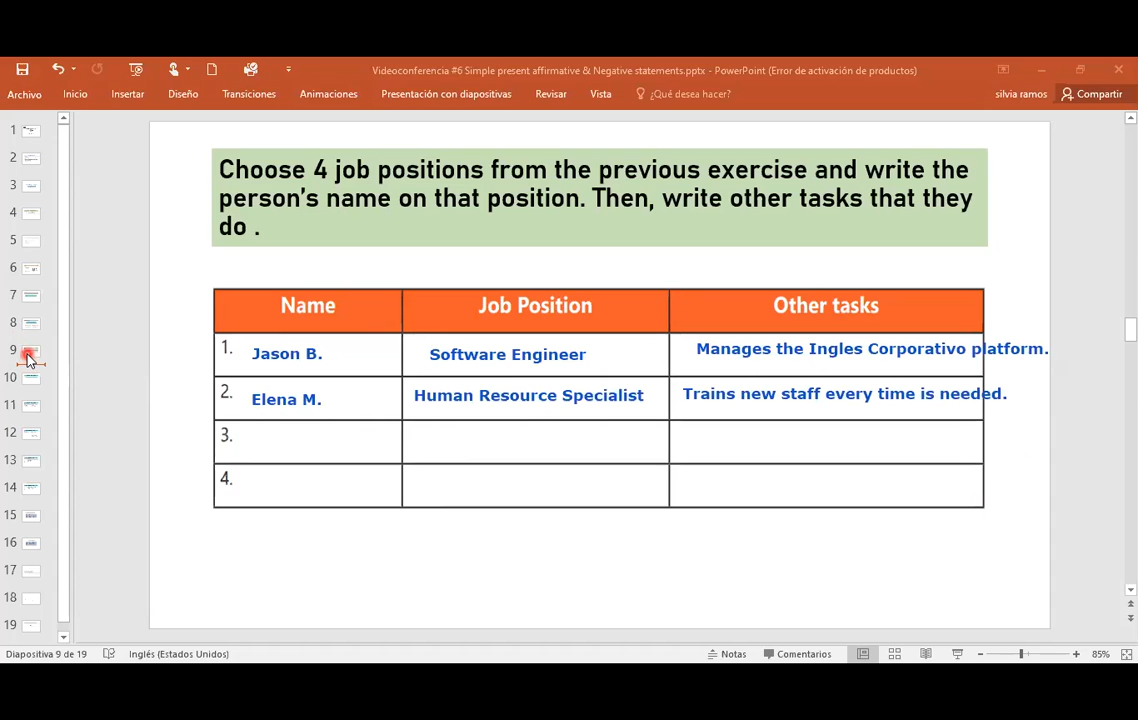 Videoconferencia #6 Simple present affirmative & Negative statements.pptx - PowerPoint (Error de activación de productos)
Archivo Inicio Insertar Diseño Transiciones Animaciones Presentación con diapositivas Revisar Vista ¿Qué desea hacer? silvia ramos Compartir
1
2
3
4
5
6
7
8
9
10
11
12
13
14
15
16
17
18
19
Choose 4 job positions from the previous exercise and write the
person's name on that position. Then, write other tasks that they
do .
Name Job Position Other tasks
1. Jason B. Software Engineer Manages the Ingles Corporativo platform.
2. Elena M. Human Resource Specialist Trains new staff every time is needed.
3.
4.
Diapositiva 9 de 19 Inglés (Estados Unidos) Notas Comentarios 85%